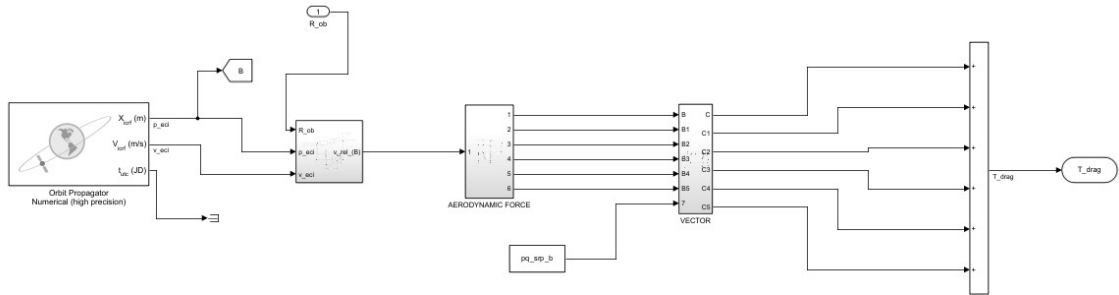 1
R_ob
B
X_icrf (m)
p_eci
V_icrf (m/s)
v_eci
t_utc (JD)
Orbit Propagator
Numerical (high precision)
R_ob
p_eci
v_eci
v_rel_(B)
1
1
2
3
4
5
6
AERODYNAMIC FORCE
B
B1
B2
B3
B4
B5
7
C
C1
C2
C3
C4
C5
VECTOR
pq_srp_b
+
+
+
+
+
+
T_drag
T_drag